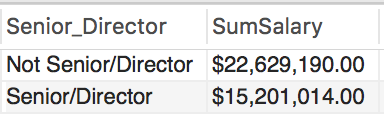 Senior_Director SumSalary
Not Senior/Director $22,629,190.00
Senior/Director $15,201,014.00